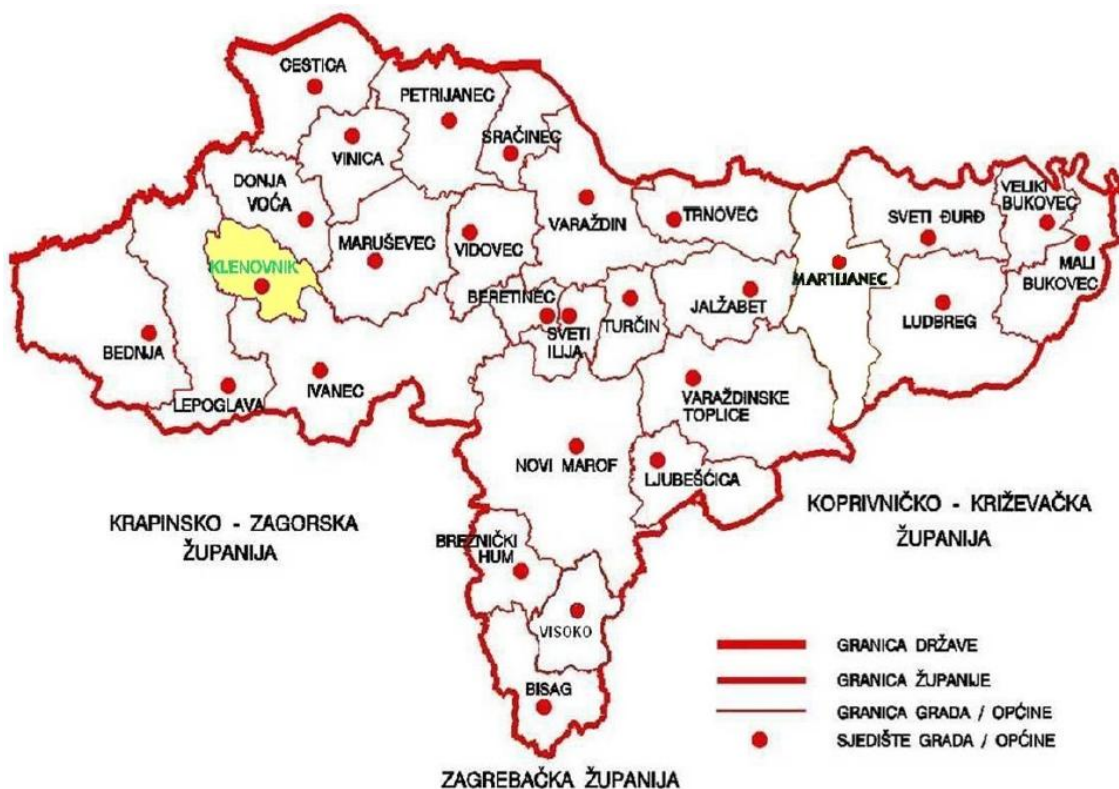 CESTICA
PETRIJANEC
SRAČINEC
VINICA
DONJA
VOĆA
VARAŽDIN
TRNOVEC
SVETI ĐURĐ
VELIKI
BUKOVEC
MARUŠEVEC
VIDOVEC
KLENOVNIK
MARTIJANEC
MALI
BUKOVEC
BERETINEC
SVETI
ILIJA
TURČIN
JALŽABET
LUDBREG
BEDNJA
LEPOGLAVA
IVANEC
VARAŽDINSKE
TOPLICE
NOVI MAROF
LJUBEŠĆICA
KRAPINSKO - ZAGORSKA
ŽUPANIJA
KOPRIVNIČKO - KRIŽEVAČKA
ŽUPANIJA
BREZNIČKI
HUM
VISOKO
BISAG
GRANICA DRŽAVE
GRANICA ŽUPANIJE
GRANICA GRADA / OPĆINE
SJEDIŠTE GRADA / OPĆINE
ZAGREBAČKA ŽUPANIJA